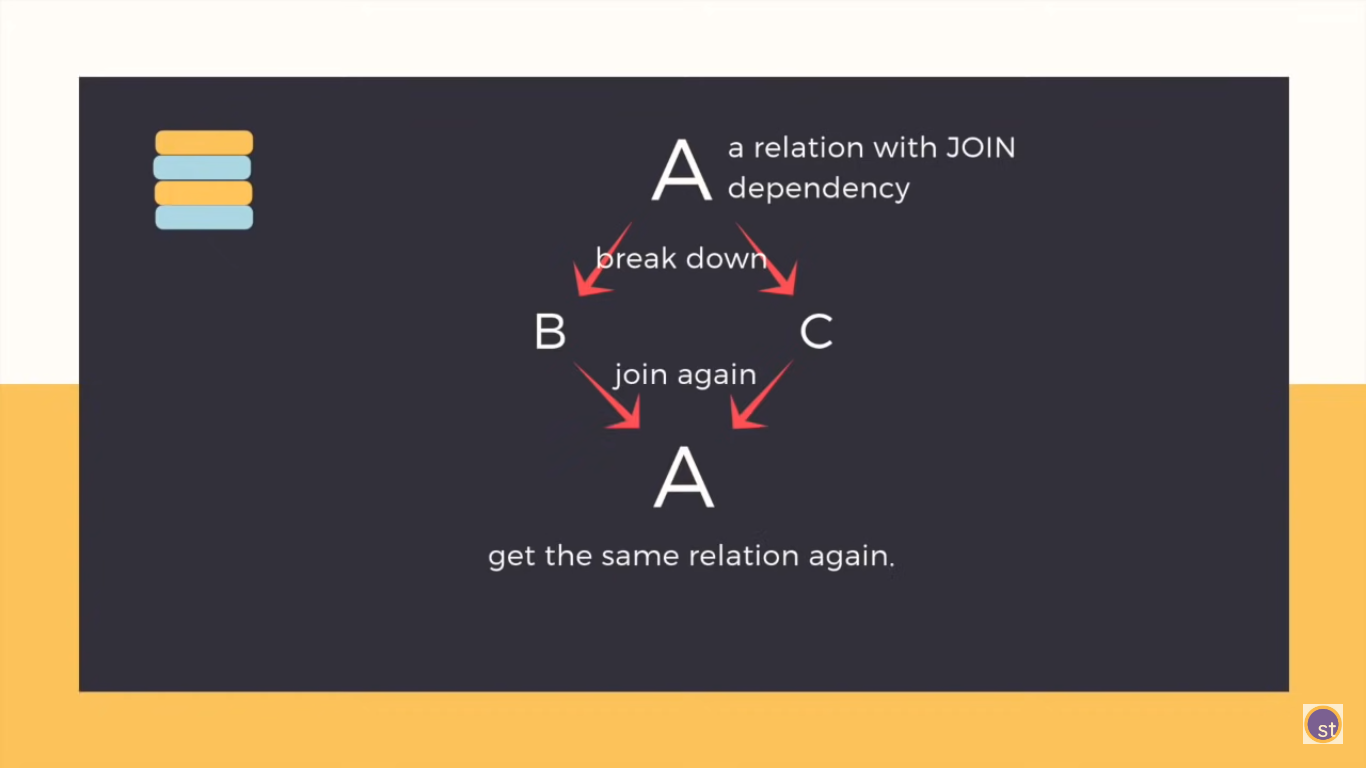 A
a relation with JOIN
dependency
break down
B
C
join again
A
get the same relation again.
st